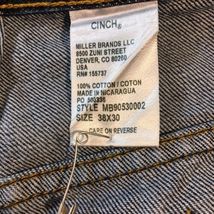 CINCH®
MILLER BRANDS LLC
8500 ZUNI STREET
DENVER, CO 80260
USA
RN# 155737
100% COTTON / COTON
MADE IN NICARAGUA
PO 580335
STYLE MB90530002
SIZE 38X30
CARE ON REVERSE